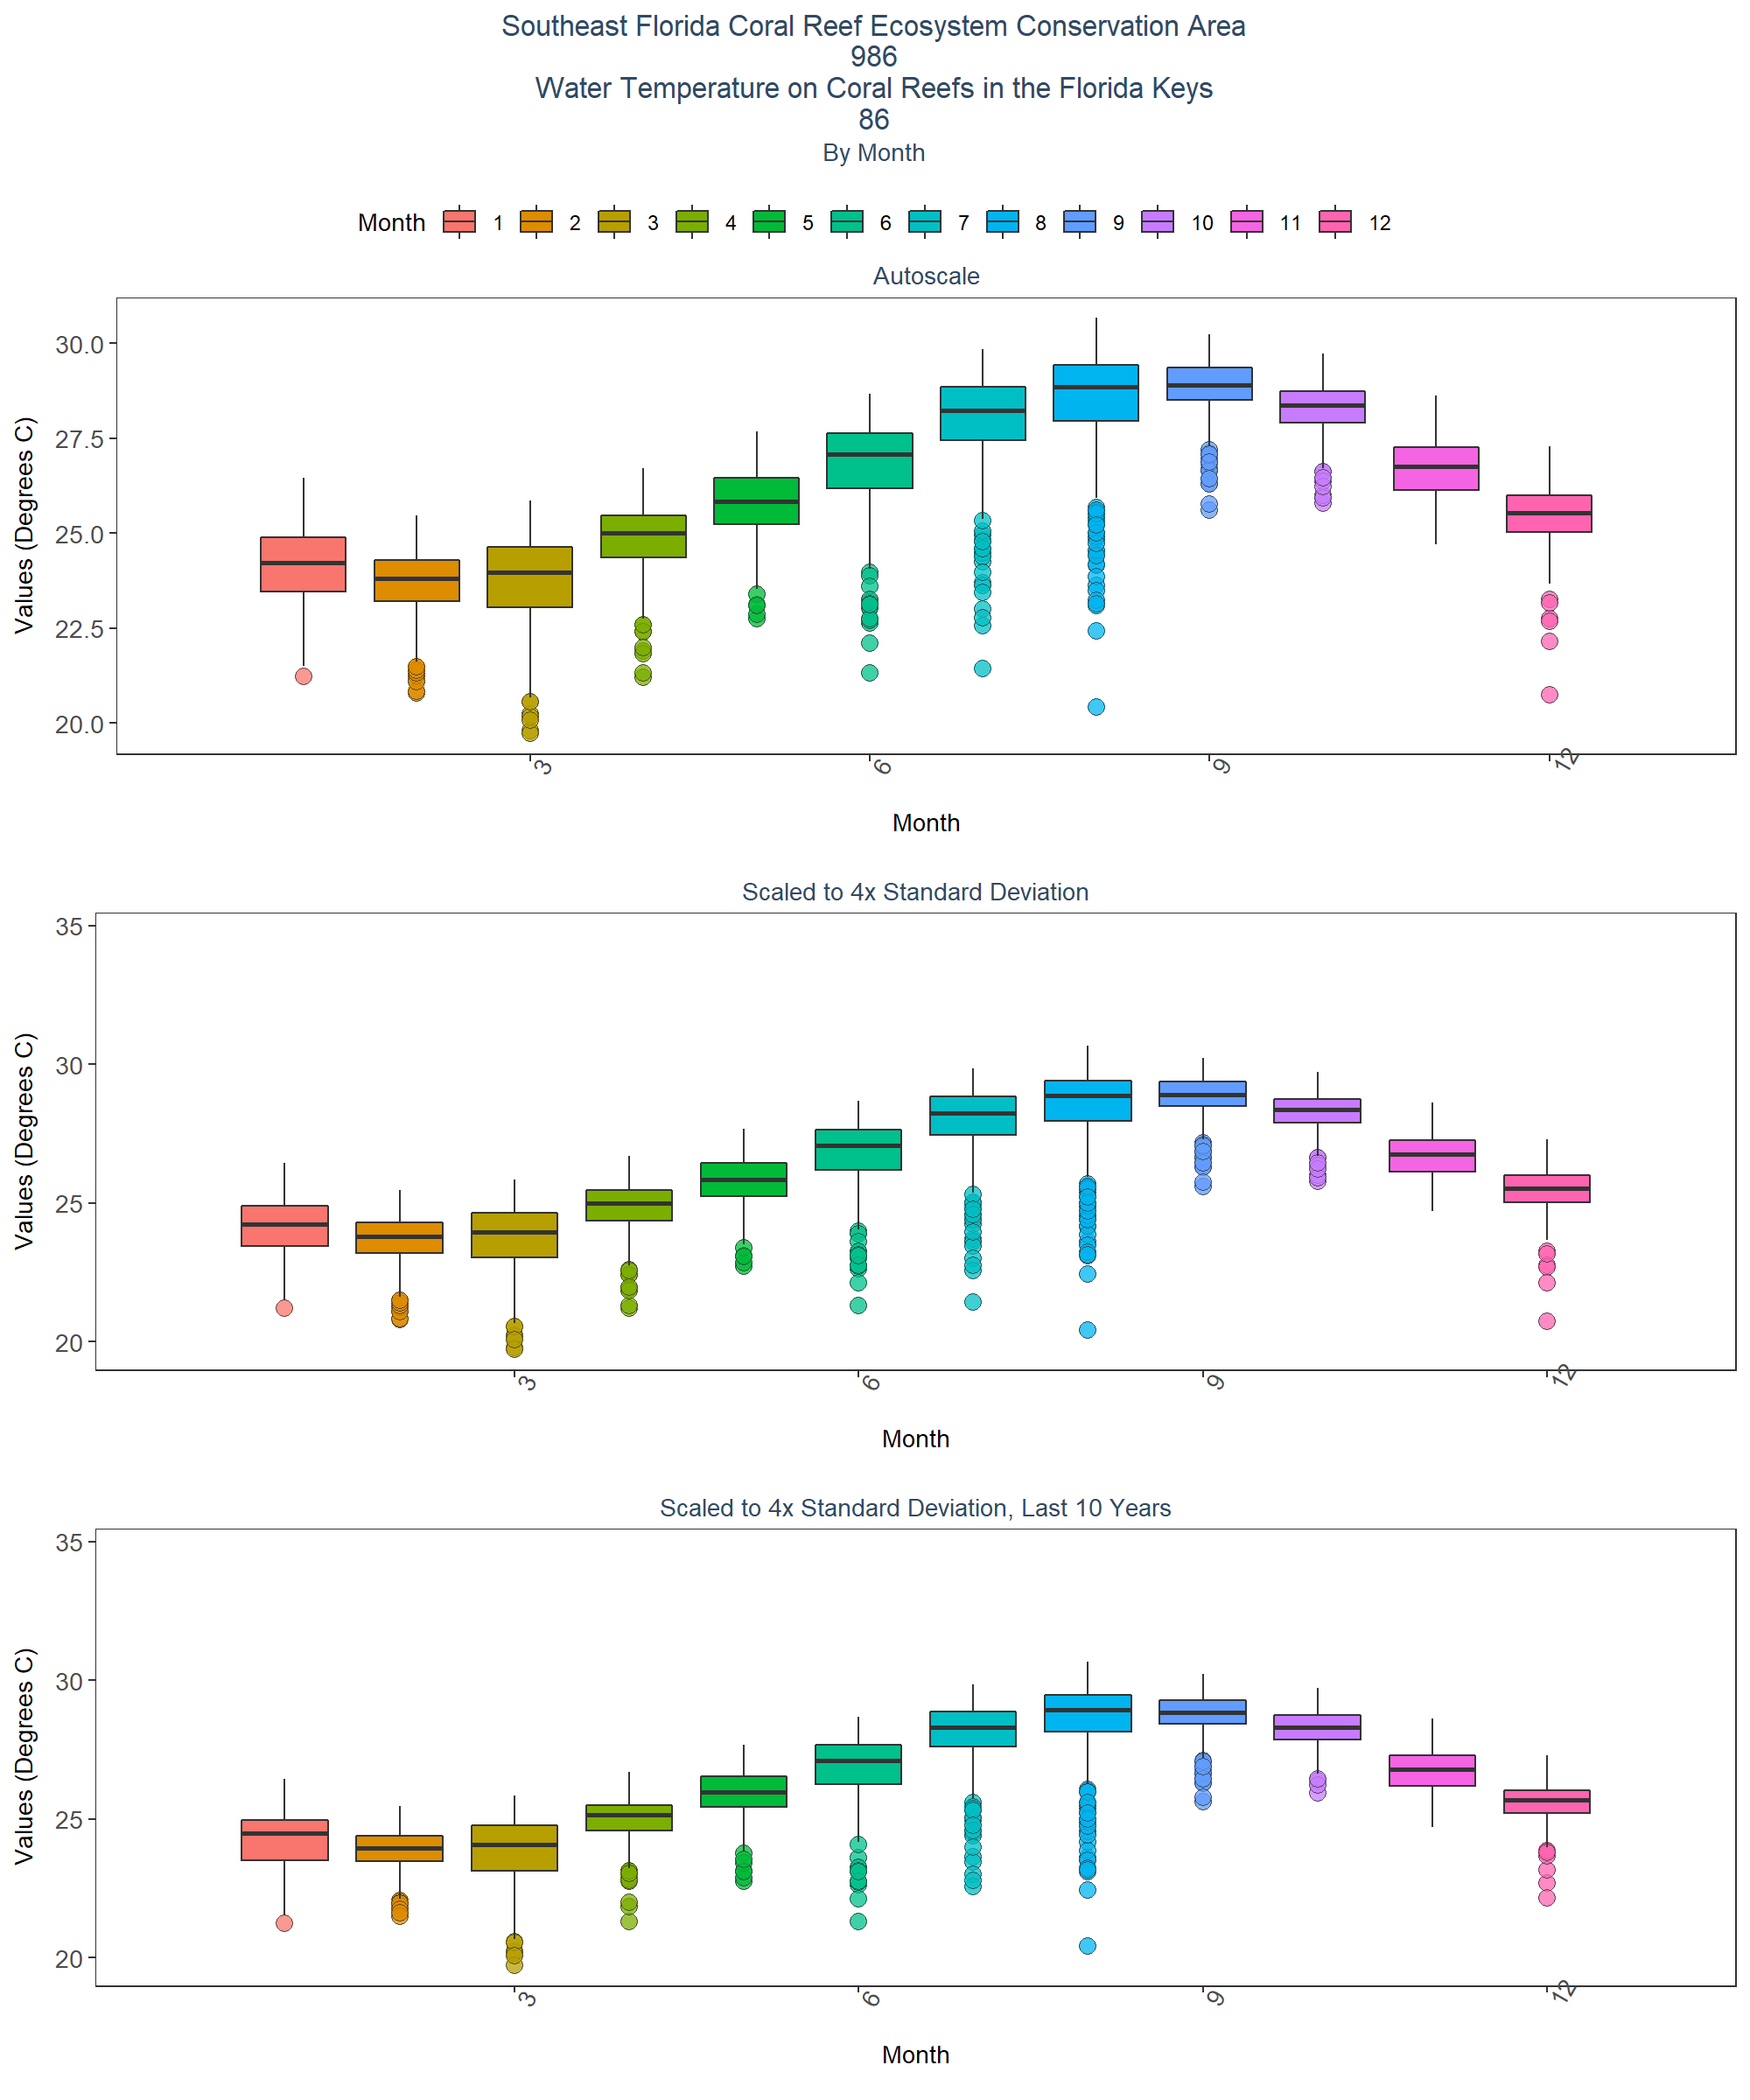 Southeast Florida Coral Reef Ecosystem Conservation Area
986
Water Temperature on Coral Reefs in the Florida Keys
86
By Month
Month 1 2 3 4 5 6 7 8 9 10 11 12
Autoscale
Values (Degrees C)
30.0
27.5
25.0
22.5
20.0
3 6 9 12
Month
Scaled to 4x Standard Deviation
Values (Degrees C)
35
30
25
20
3 6 9 12
Month
Scaled to 4x Standard Deviation, Last 10 Years
Values (Degrees C)
35
30
25
20
3 6 9 12
Month